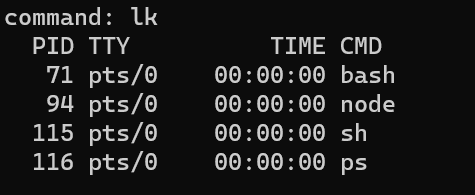 command: lk
PID TTY TIME CMD
71 pts/0 00:00:00 bash
94 pts/0 00:00:00 node
115 pts/0 00:00:00 sh
116 pts/0 00:00:00 ps